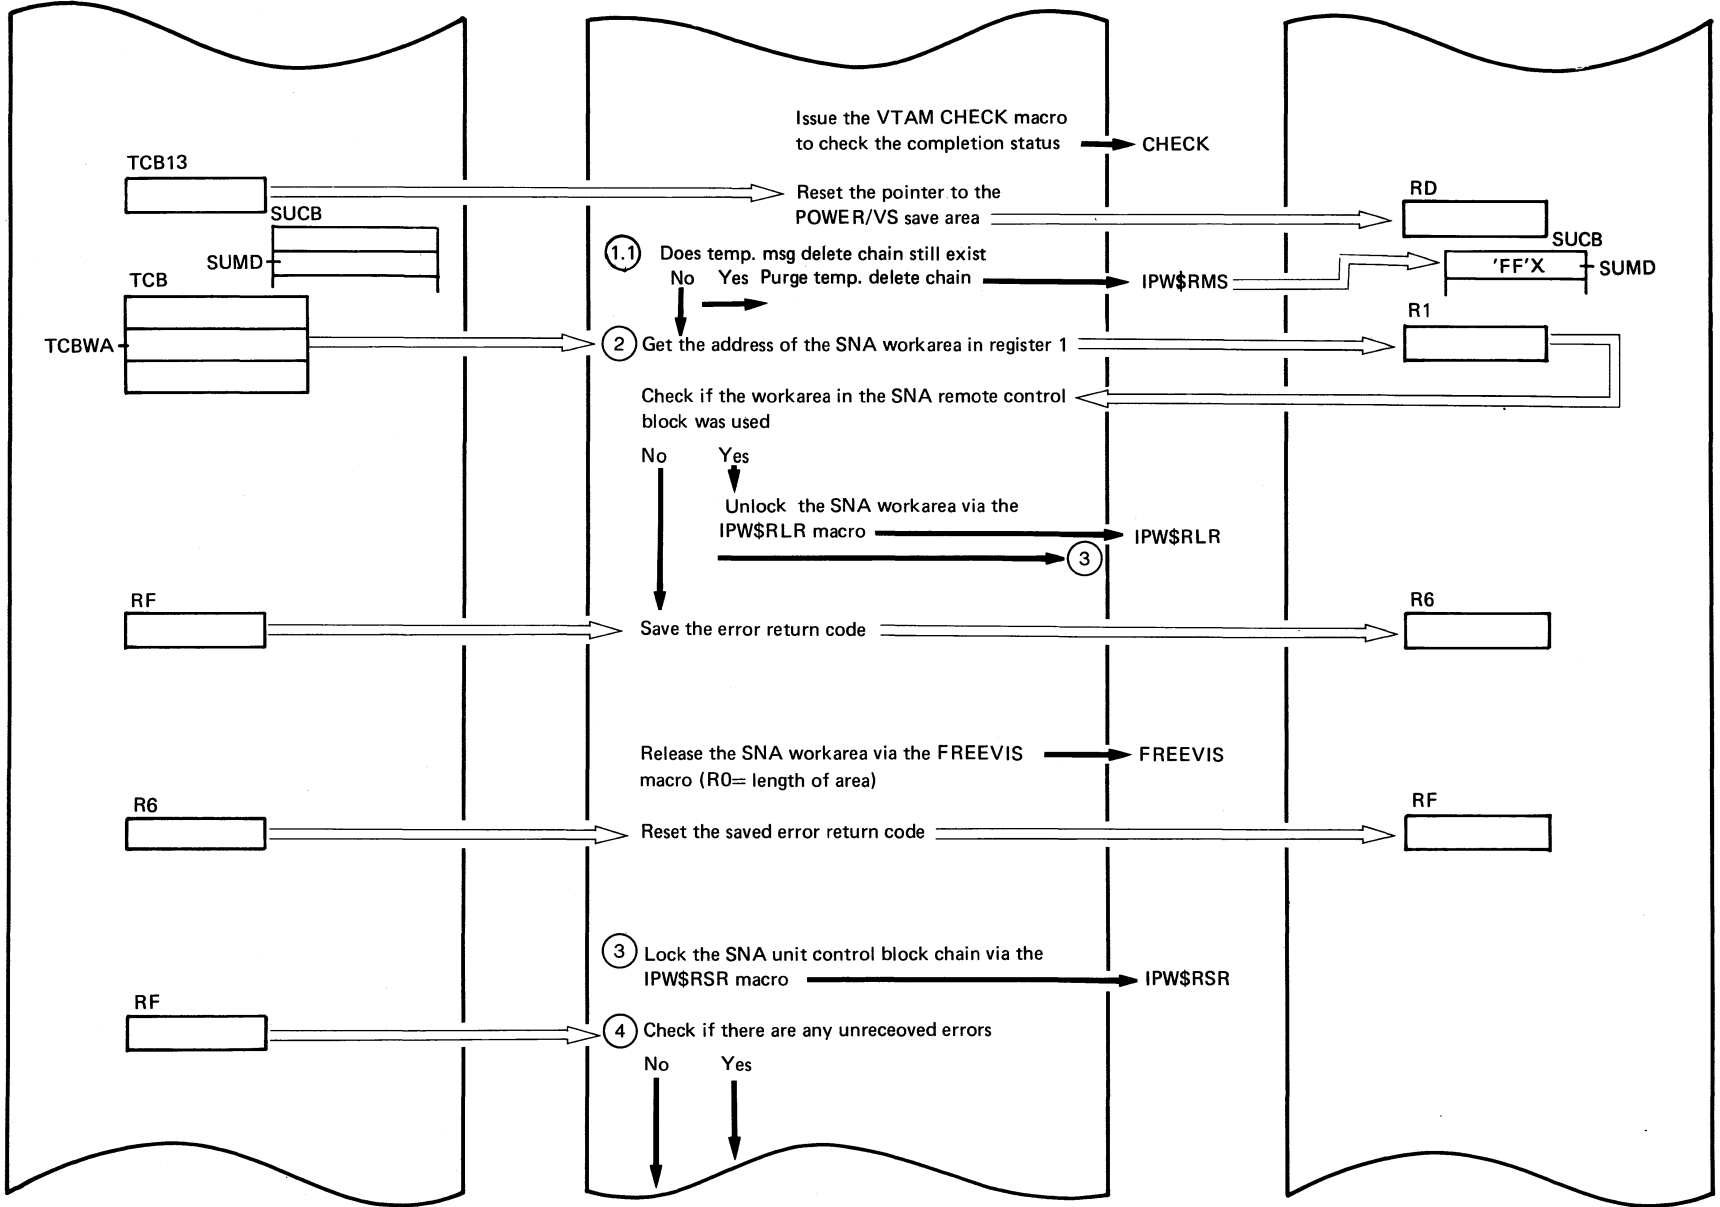 Issue the VTAM CHECK macro
to check the completion status
CHECK
TCB13
Reset the pointer to the
POWER/VS save area
RD
SUCB
SUMD
1.1 Does temp. msg delete chain still exist
No Yes Purge temp. delete chain
IPW$RMS
SUCB
'FF'X
SUMD
TCB
TCBWA
2 Get the address of the SNA workarea in register 1
R1
Check if the workarea in the SNA remote control
block was used
No Yes
Unlock the SNA workarea via the
IPW$RLR macro
IPW$RLR
3
RF
Save the error return code
R6
Release the SNA workarea via the FREEVIS
macro (R0= length of area)
FREEVIS
R6
Reset the saved error return code
RF
3 Lock the SNA unit control block chain via the
IPW$RSR macro
IPW$RSR
RF
4 Check if there are any unreceoved errors
No Yes